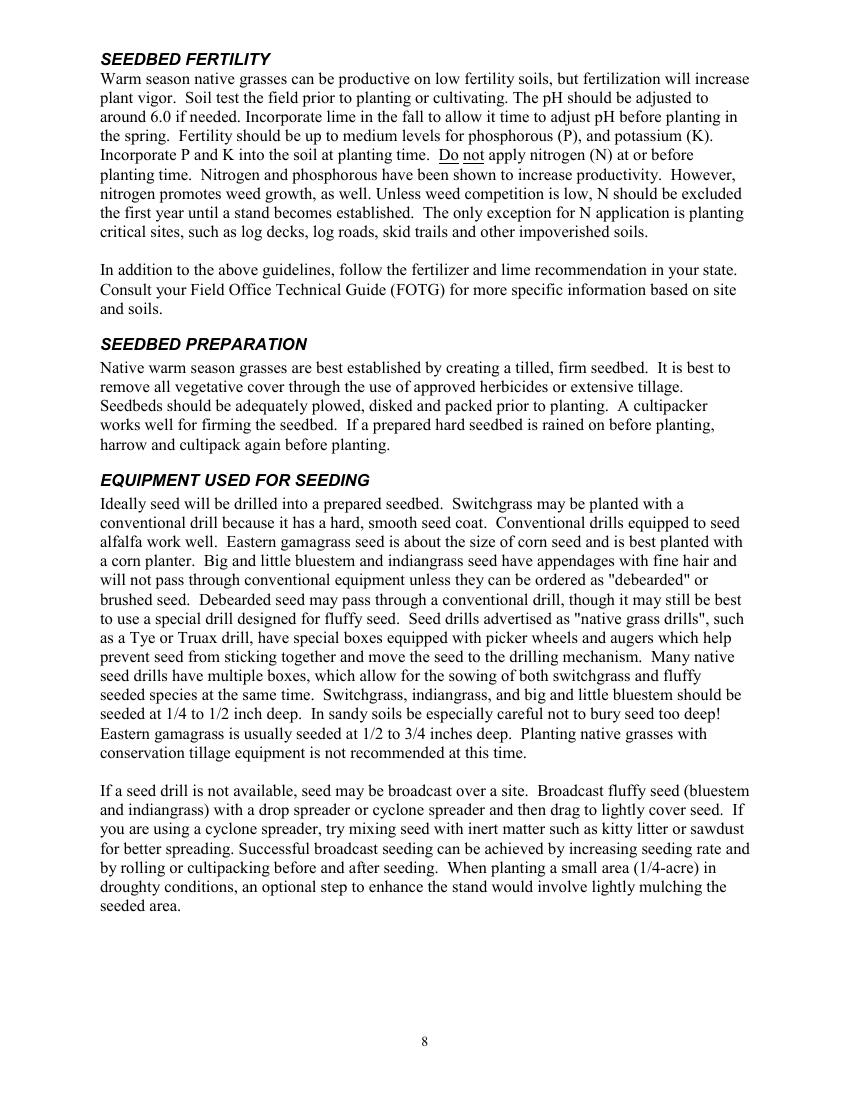 SEEDBED FERTILITY
Warm season native grasses can be productive on low fertility soils, but fertilization will increase
plant vigor.  Soil test the field prior to planting or cultivating. The pH should be adjusted to
around 6.0 if needed. Incorporate lime in the fall to allow it time to adjust pH before planting in
the spring.  Fertility should be up to medium levels for phosphorous (P), and potassium (K).
Incorporate P and K into the soil at planting time.  Do not apply nitrogen (N) at or before
planting time.  Nitrogen and phosphorous have been shown to increase productivity.  However,
nitrogen promotes weed growth, as well. Unless weed competition is low, N should be excluded
the first year until a stand becomes established.  The only exception for N application is planting
critical sites, such as log decks, log roads, skid trails and other impoverished soils.
In addition to the above guidelines, follow the fertilizer and lime recommendation in your state.
Consult your Field Office Technical Guide (FOTG) for more specific information based on site
and soils.
SEEDBED PREPARATION
Native warm season grasses are best established by creating a tilled, firm seedbed.  It is best to
remove all vegetative cover through the use of approved herbicides or extensive tillage.
Seedbeds should be adequately plowed, disked and packed prior to planting.  A cultipacker
works well for firming the seedbed.  If a prepared hard seedbed is rained on before planting,
harrow and cultipack again before planting.
EQUIPMENT USED FOR SEEDING
Ideally seed will be drilled into a prepared seedbed.  Switchgrass may be planted with a
conventional drill because it has a hard, smooth seed coat.  Conventional drills equipped to seed
alfalfa work well.  Eastern gamagrass seed is about the size of corn seed and is best planted with
a corn planter.  Big and little bluestem and indiangrass seed have appendages with fine hair and
will not pass through conventional equipment unless they can be ordered as "debearded" or
brushed seed.  Debearded seed may pass through a conventional drill, though it may still be best
to use a special drill designed for fluffy seed.  Seed drills advertised as "native grass drills", such
as a Tye or Truax drill, have special boxes equipped with picker wheels and augers which help
prevent seed from sticking together and move the seed to the drilling mechanism.  Many native
seed drills have multiple boxes, which allow for the sowing of both switchgrass and fluffy
seeded species at the same time.  Switchgrass, indiangrass, and big and little bluestem should be
seeded at 1/4 to 1/2 inch deep.  In sandy soils be especially careful not to bury seed too deep!
Eastern gamagrass is usually seeded at 1/2 to 3/4 inches deep.  Planting native grasses with
conservation tillage equipment is not recommended at this time.
If a seed drill is not available, seed may be broadcast over a site.  Broadcast fluffy seed (bluestem
and indiangrass) with a drop spreader or cyclone spreader and then drag to lightly cover seed.  If
you are using a cyclone spreader, try mixing seed with inert matter such as kitty litter or sawdust
for better spreading. Successful broadcast seeding can be achieved by increasing seeding rate and
by rolling or cultipacking before and after seeding.  When planting a small area (1/4-acre) in
droughty conditions, an optional step to enhance the stand would involve lightly mulching the
seeded area.
8